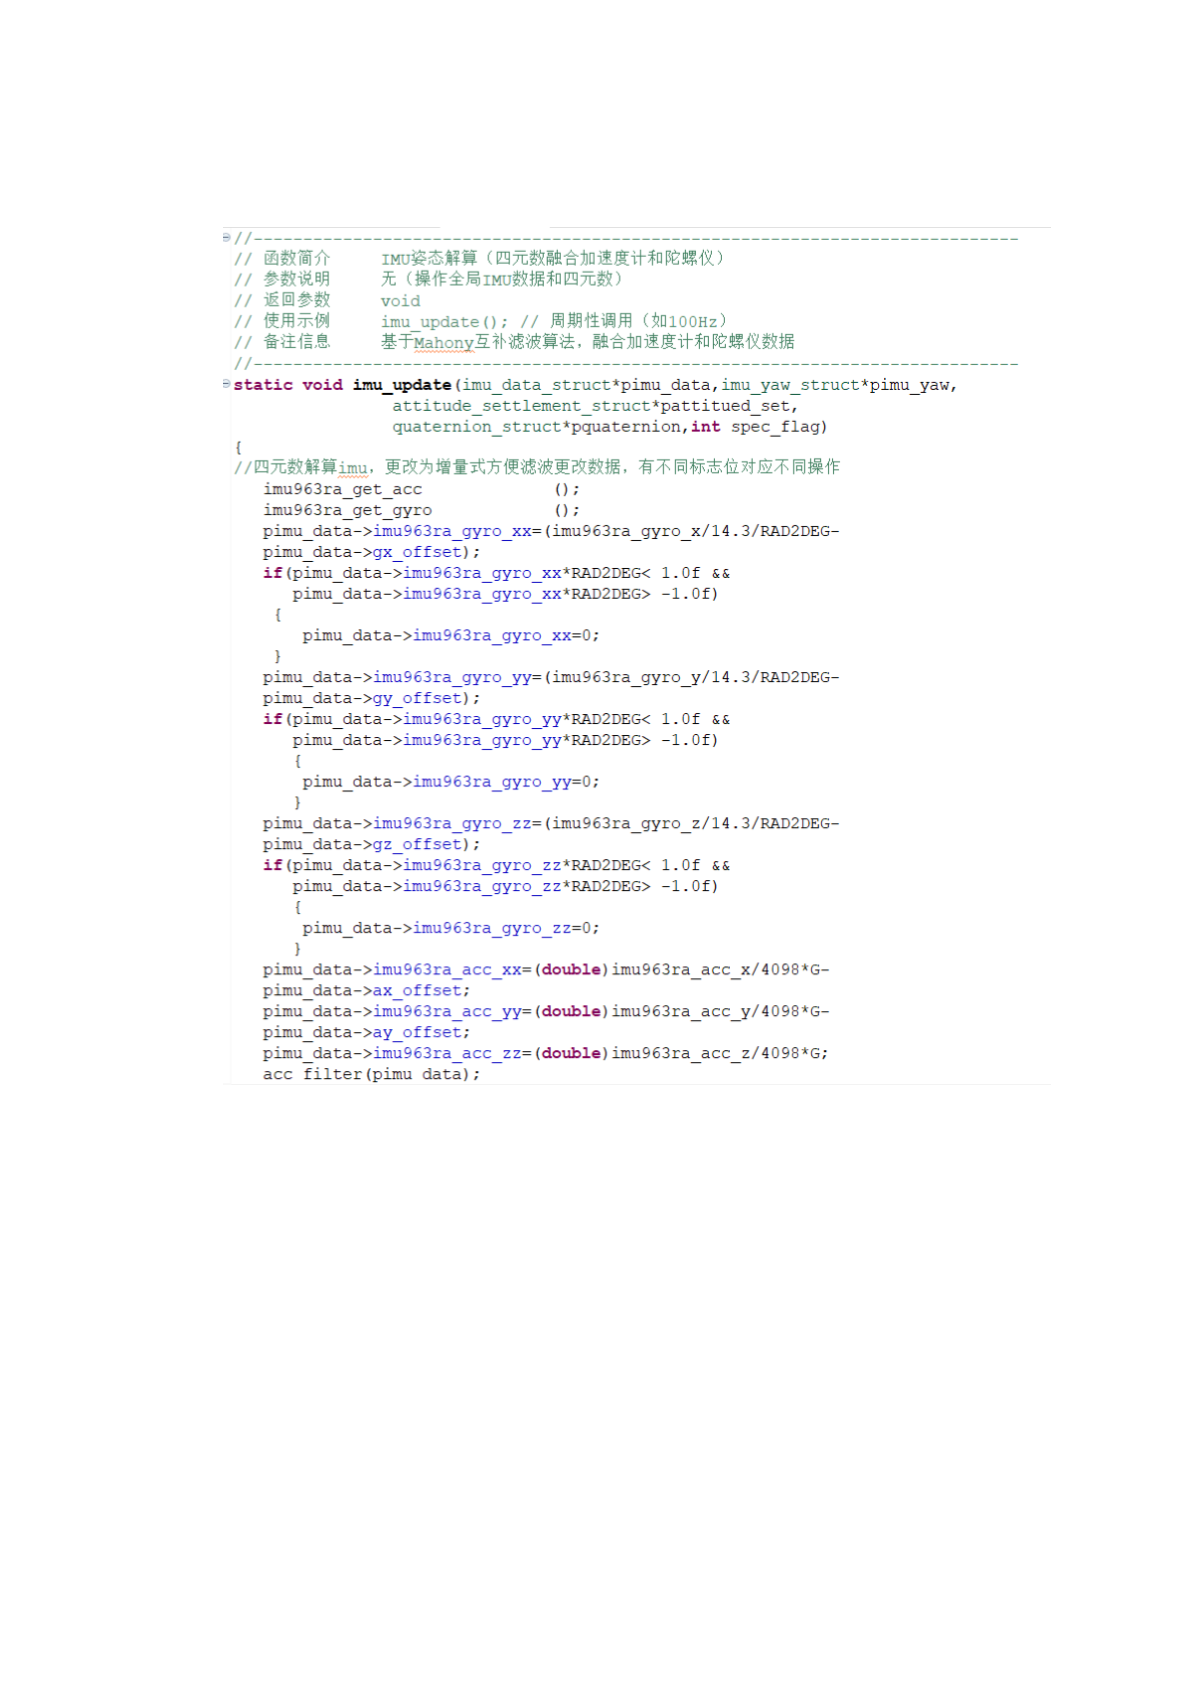 //-----------------------------------------------------------------------------
// 函数简介     IMU姿态解算（四元数融合加速度计和陀螺仪）
// 参数说明     无（操作全局IMU数据和四元数）
// 返回参数     void
// 使用示例     imu_update(); // 周期性调用（如100Hz）
// 备注信息     基于Mahony互补滤波算法，融合加速度计和陀螺仪数据
//-----------------------------------------------------------------------------
static void imu_update(imu_data_struct*pimu_data,imu_yaw_struct*pimu_yaw,
                attitude_settlement_struct*pattitued_set,
                quaternion_struct*pquaternion,int spec_flag)
{
//四元数解算imu，更改为增量式方便滤波更改数据，有不同标志位对应不同操作
   imu963ra_get_acc             ();
   imu963ra_get_gyro            ();
   pimu_data->imu963ra_gyro_xx=(imu963ra_gyro_x/14.3/RAD2DEG-
   pimu_data->gx_offset);
   if(pimu_data->imu963ra_gyro_xx*RAD2DEG< 1.0f &&
      pimu_data->imu963ra_gyro_xx*RAD2DEG> -1.0f)
    {
       pimu_data->imu963ra_gyro_xx=0;
    }
   pimu_data->imu963ra_gyro_yy=(imu963ra_gyro_y/14.3/RAD2DEG-
   pimu_data->gy_offset);
   if(pimu_data->imu963ra_gyro_yy*RAD2DEG< 1.0f &&
      pimu_data->imu963ra_gyro_yy*RAD2DEG> -1.0f)
      {
       pimu_data->imu963ra_gyro_yy=0;
      }
   pimu_data->imu963ra_gyro_zz=(imu963ra_gyro_z/14.3/RAD2DEG-
   pimu_data->gz_offset);
   if(pimu_data->imu963ra_gyro_zz*RAD2DEG< 1.0f &&
      pimu_data->imu963ra_gyro_zz*RAD2DEG> -1.0f)
      {
       pimu_data->imu963ra_gyro_zz=0;
      }
   pimu_data->imu963ra_acc_xx=(double)imu963ra_acc_x/4098*G-
   pimu_data->ax_offset;
   pimu_data->imu963ra_acc_yy=(double)imu963ra_acc_y/4098*G-
   pimu_data->ay_offset;
   pimu_data->imu963ra_acc_zz=(double)imu963ra_acc_z/4098*G;
   acc_filter(pimu_data);